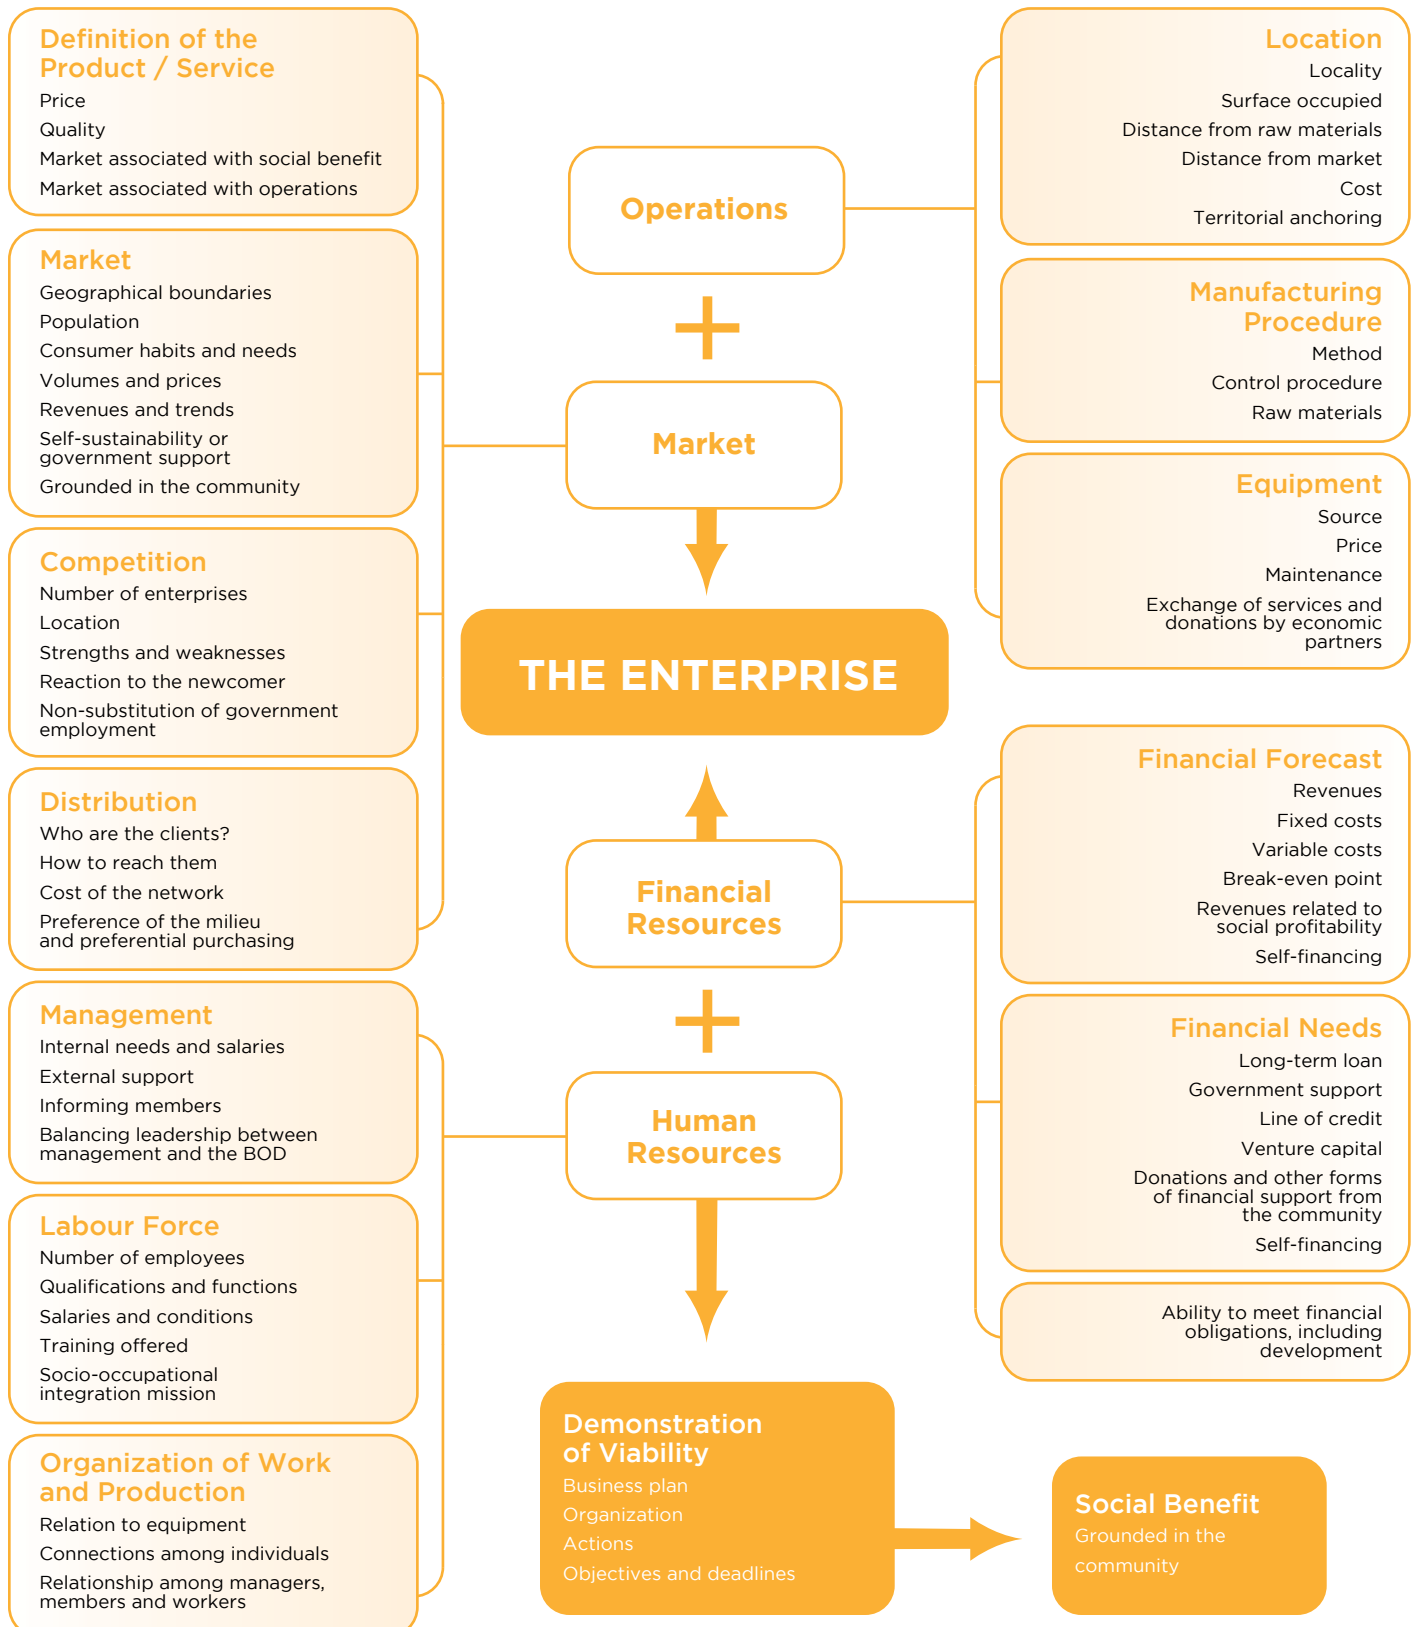 Definition of the
Product / Service
Price
Quality
Market associated with social benefit
Market associated with operations
Market
Geographical boundaries
Population
Consumer habits and needs
Volumes and prices
Revenues and trends
Self-sustainability or
government support
Grounded in the community
Competition
Number of enterprises
Location
Strengths and weaknesses
Reaction to the newcomer
Non-substitution of government
employment
Distribution
Who are the clients?
How to reach them
Cost of the network
Preference of the milieu
and preferential purchasing
Management
Internal needs and salaries
External support
Informing members
Balancing leadership between
management and the BOD
Labour Force
Number of employees
Qualifications and functions
Salaries and conditions
Training offered
Socio-occupational
integration mission
Organization of Work
and Production
Relation to equipment
Connections among individuals
Relationship among managers,
members and workers
Operations
+
Market
THE ENTERPRISE
Financial
Resources
+
Human
Resources
Demonstration
of Viability
Business plan
Organization
Actions
Objectives and deadlines
Location
Locality
Surface occupied
Distance from raw materials
Distance from market
Cost
Territorial anchoring
Manufacturing
Procedure
Method
Control procedure
Raw materials
Equipment
Source
Price
Maintenance
Exchange of services and
donations by economic
partners
Financial Forecast
Revenues
Fixed costs
Variable costs
Break-even point
Revenues related to
social profitability
Self-financing
Financial Needs
Long-term loan
Government support
Line of credit
Venture capital
Donations and other forms
of financial support from
the community
Self-financing
Ability to meet financial
obligations, including
development
Social Benefit
Grounded in the
community